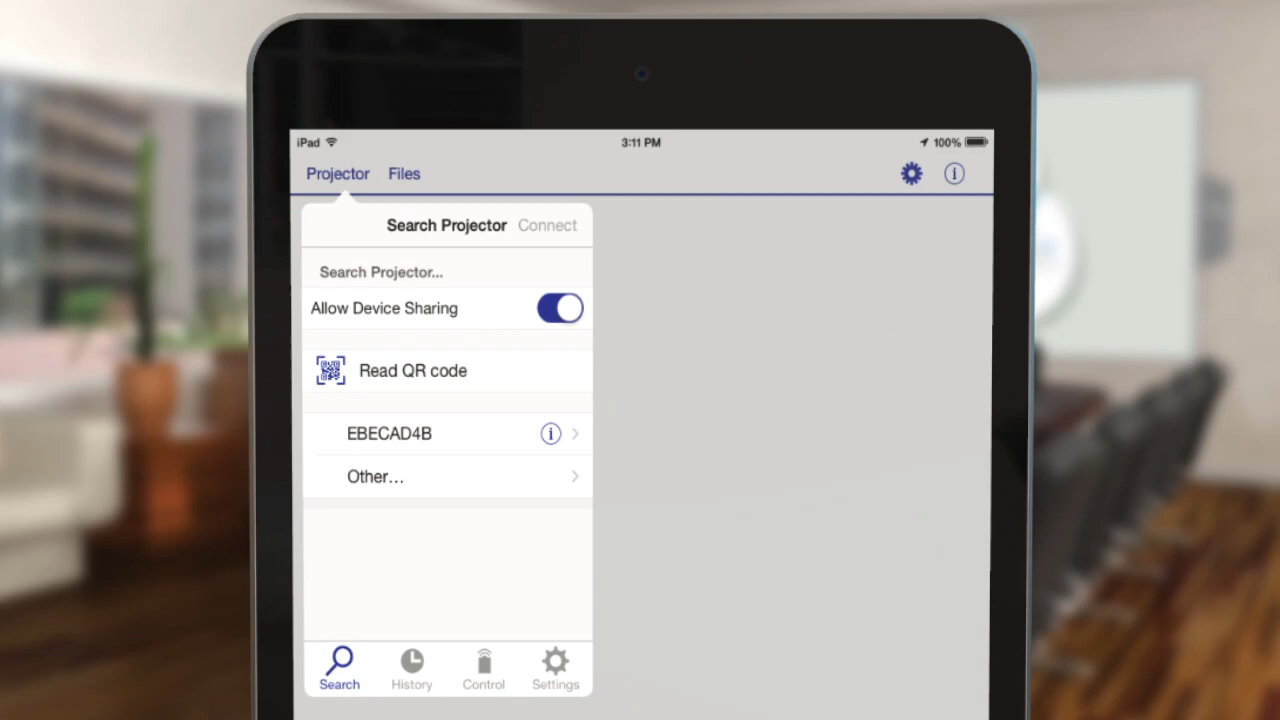 iPad 3:11 PM 100%
Projector Files
Search Projector Connect
Search Projector...
Allow Device Sharing
Read QR code
EBECAD4B
Other...
Search History Control Settings